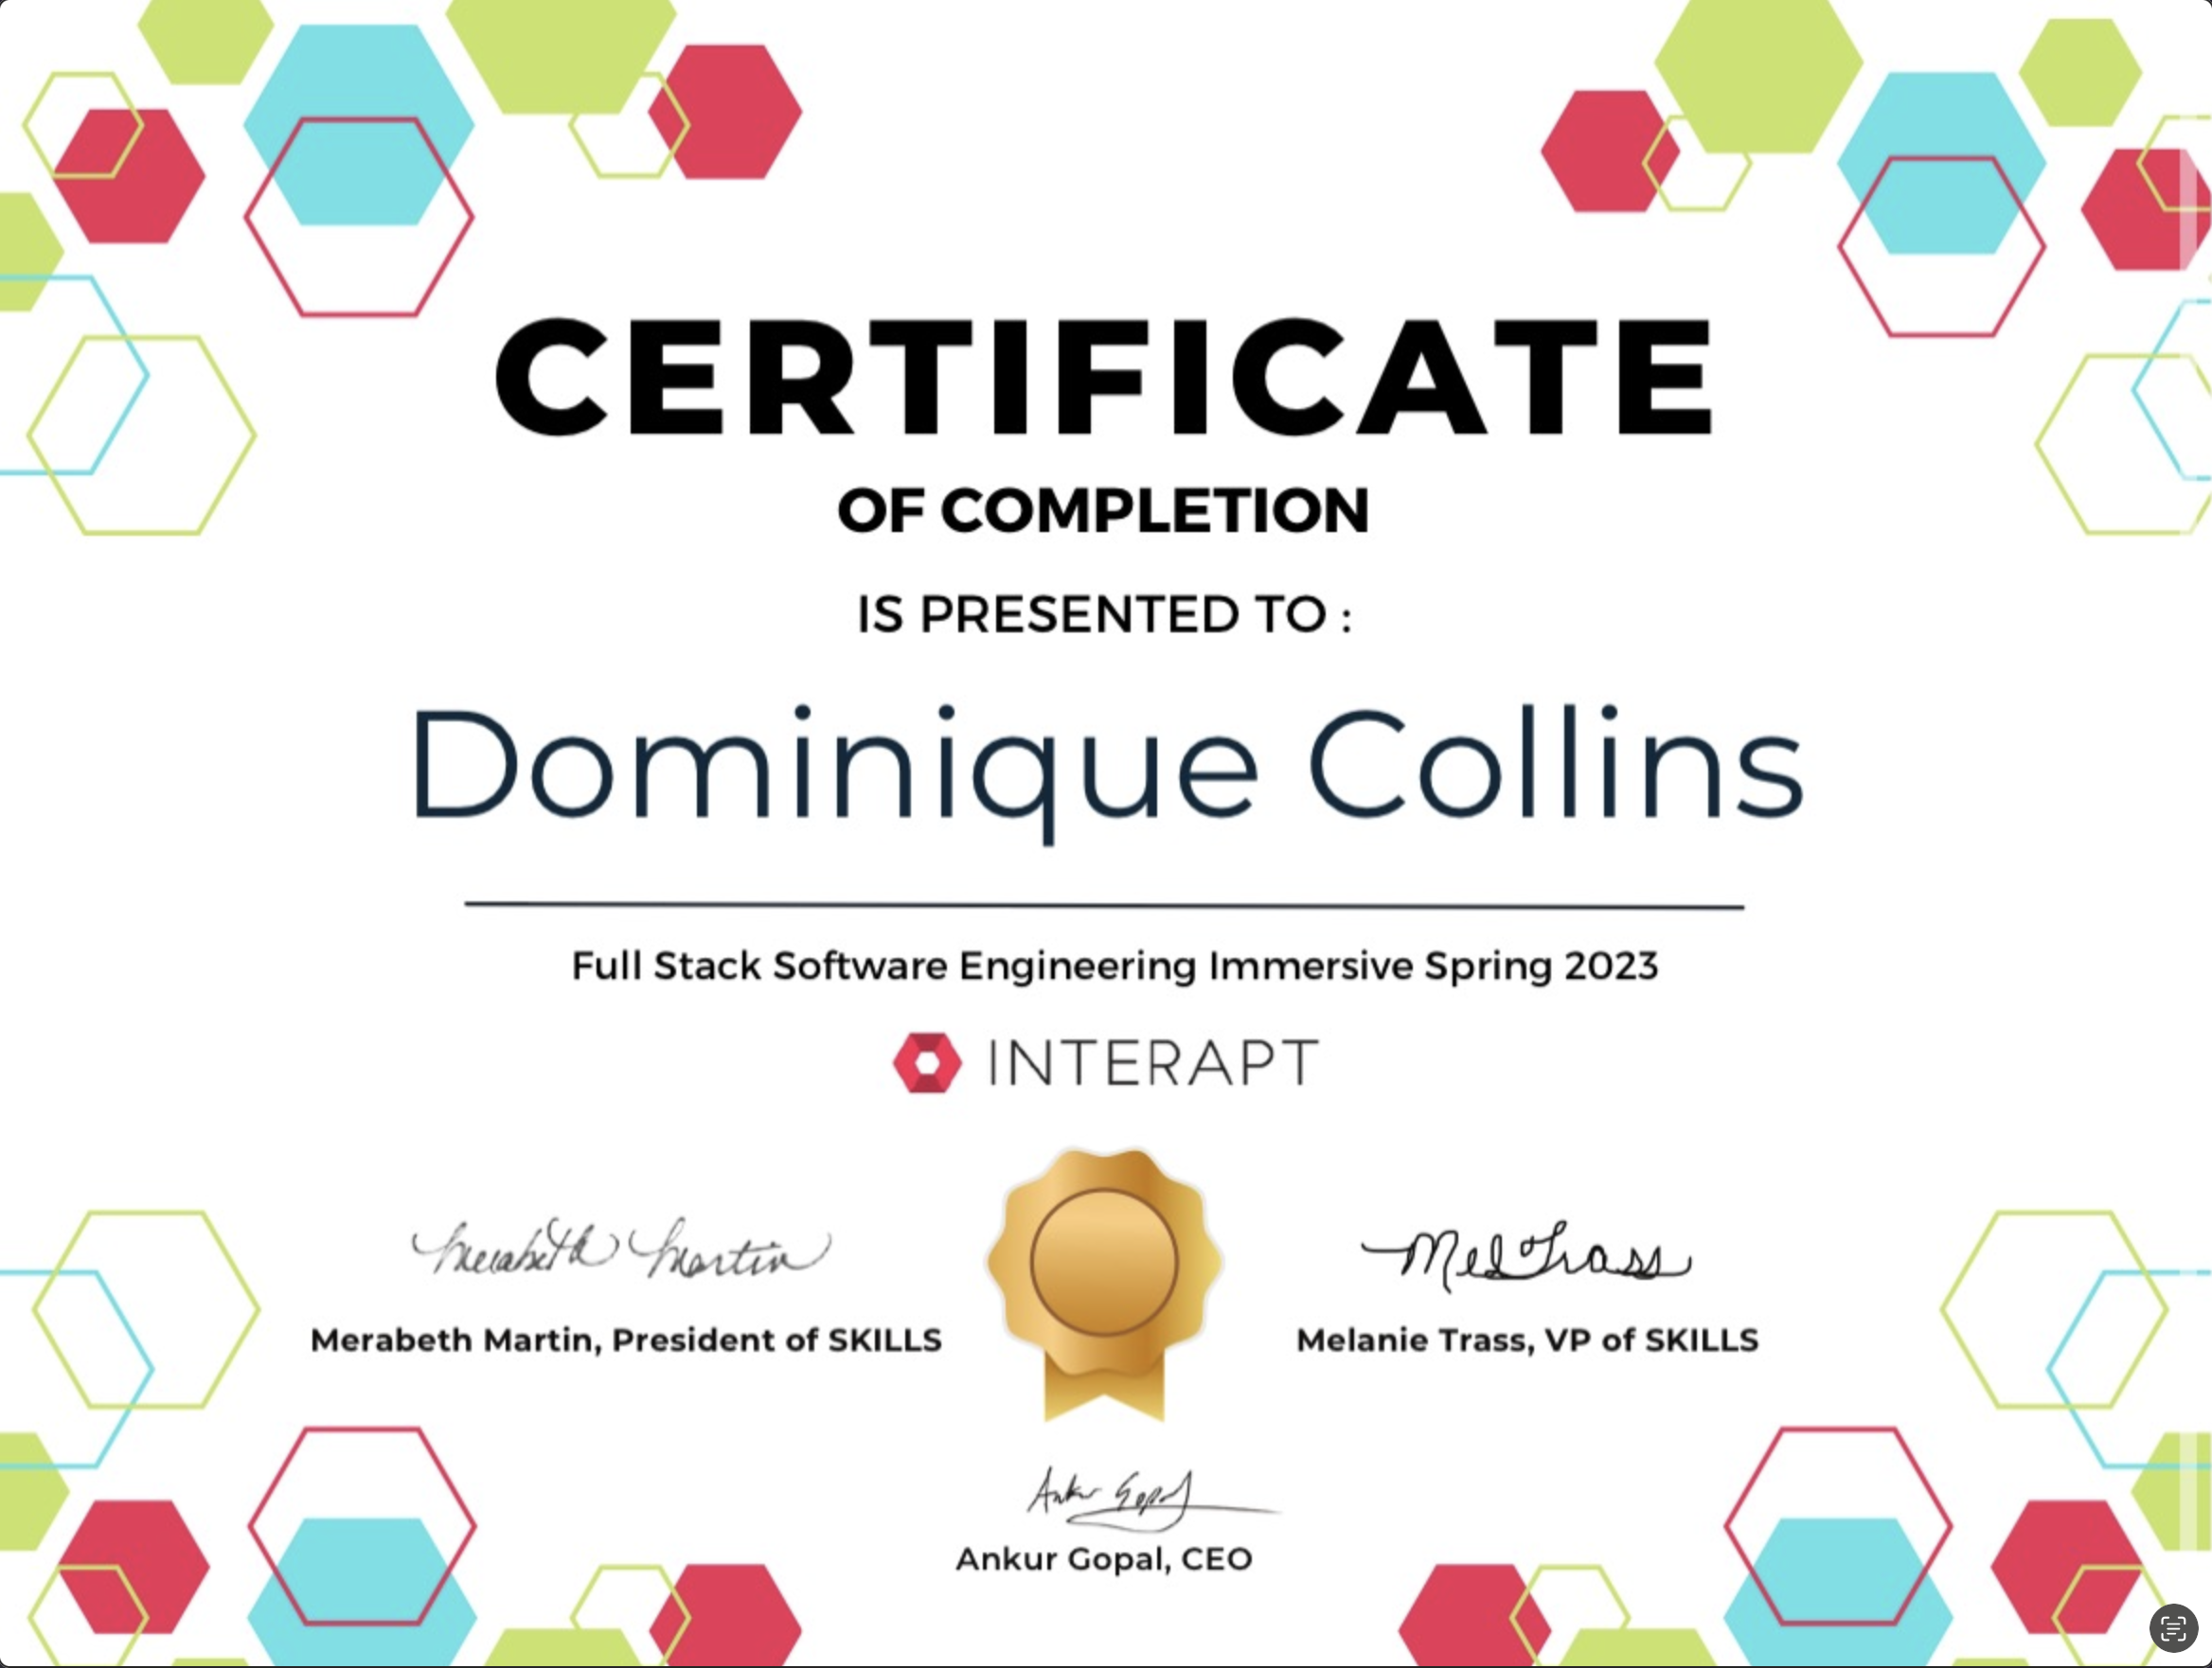 CERTIFICATE
OF COMPLETION
IS PRESENTED TO :
Dominique Collins
Full Stack Software Engineering Immersive Spring 2023
INTERAPT
Merabeth Martin
Mel Trass
Merabeth Martin, President of SKILLS
Melanie Trass, VP of SKILLS
Ankur Gopal
Ankur Gopal, CEO